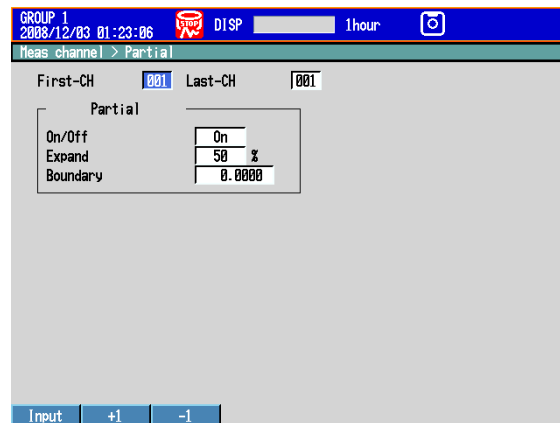 GROUP 1
2008/12/03 01:23:06 STOP DISP 1hour
Meas channel > Partial
First-CH 001 Last-CH 001
Partial
On/Off On
Expand 50 %
Boundary 0.0000
Input +1 -1